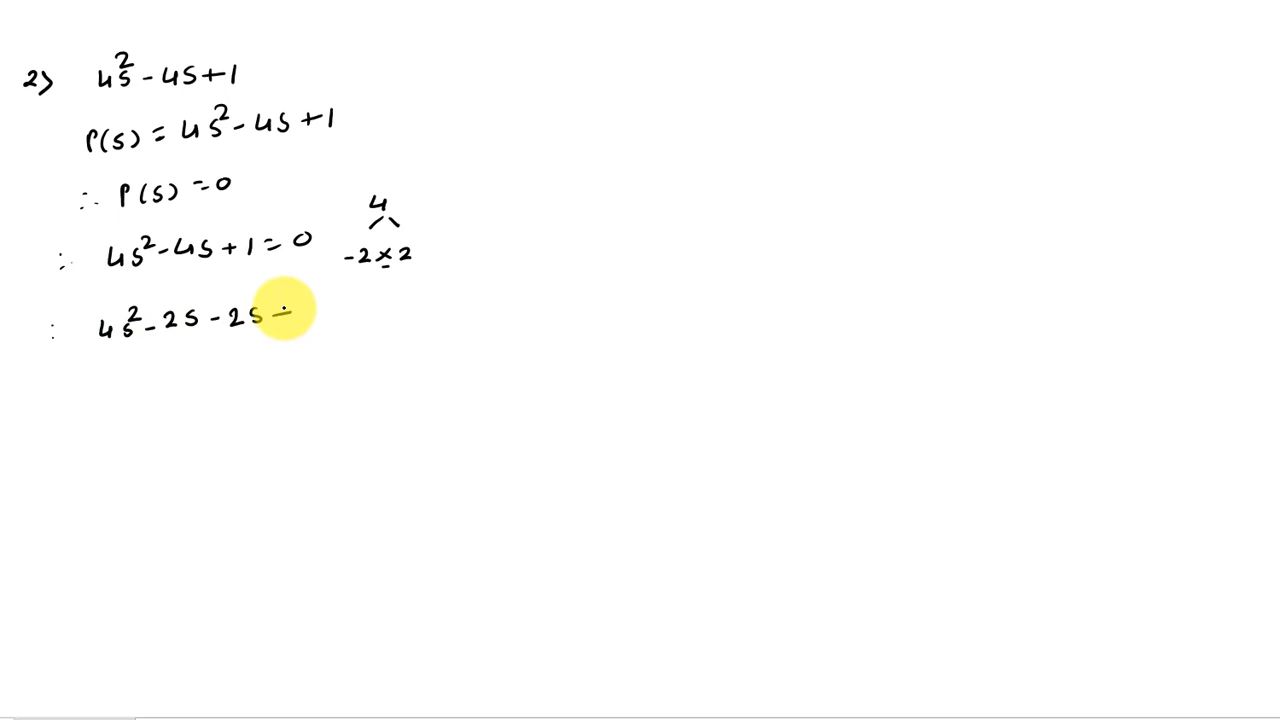 2) 4s² - 4s + 1
P(s) = 4s² - 4s + 1
∴ P(s) = 0
∴ 4s² - 4s + 1 = 0
4
-2 × 2
: 4s² - 2s - 2s -